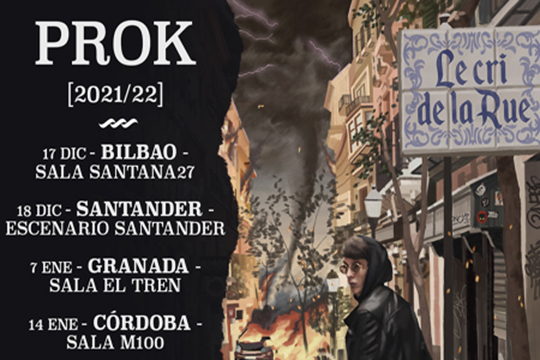 PROK
[2021/22]
17 DIC - BILBAO -
SALA SANTANA27
18 DIC - SANTANDER -
ESCENARIO SANTANDER
7 ENE - GRANADA -
SALA EL TREN
14 ENE - CÓRDOBA -
SALA M100
Le cri
de la Rue